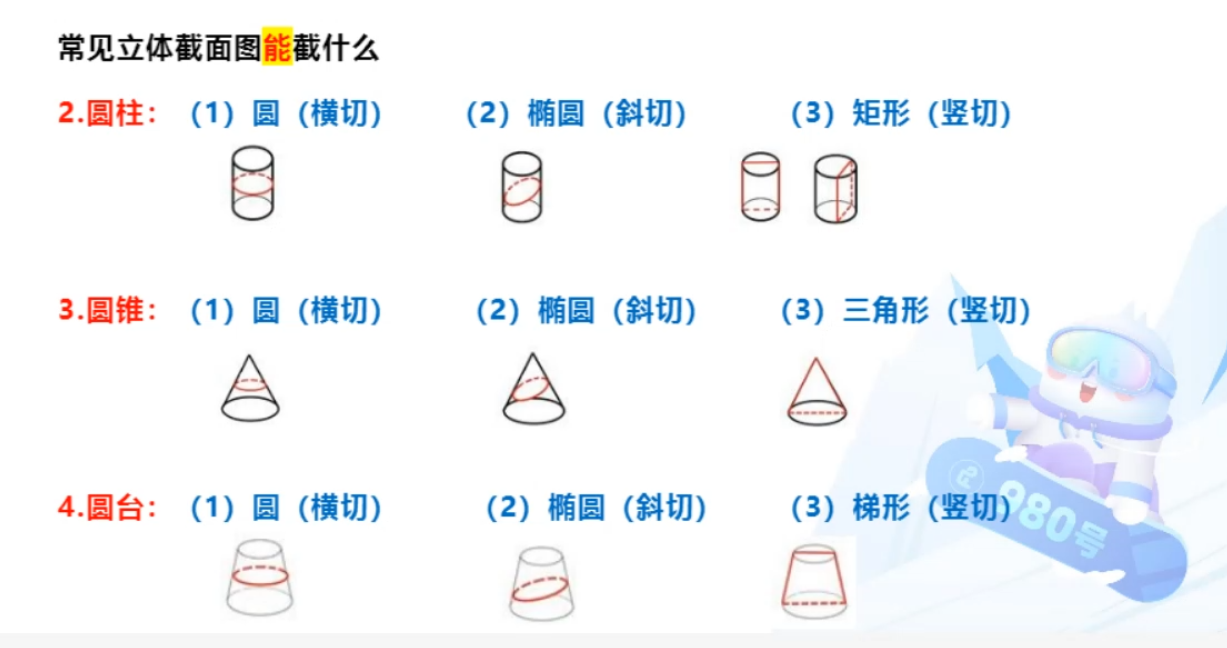 常见立体截面图能截什么
2.圆柱：（1）圆（横切） （2）椭圆（斜切） （3）矩形（竖切）
3.圆锥：（1）圆（横切） （2）椭圆（斜切） （3）三角形（竖切）
4.圆台：（1）圆（横切） （2）椭圆（斜切） （3）梯形（竖切）
980号